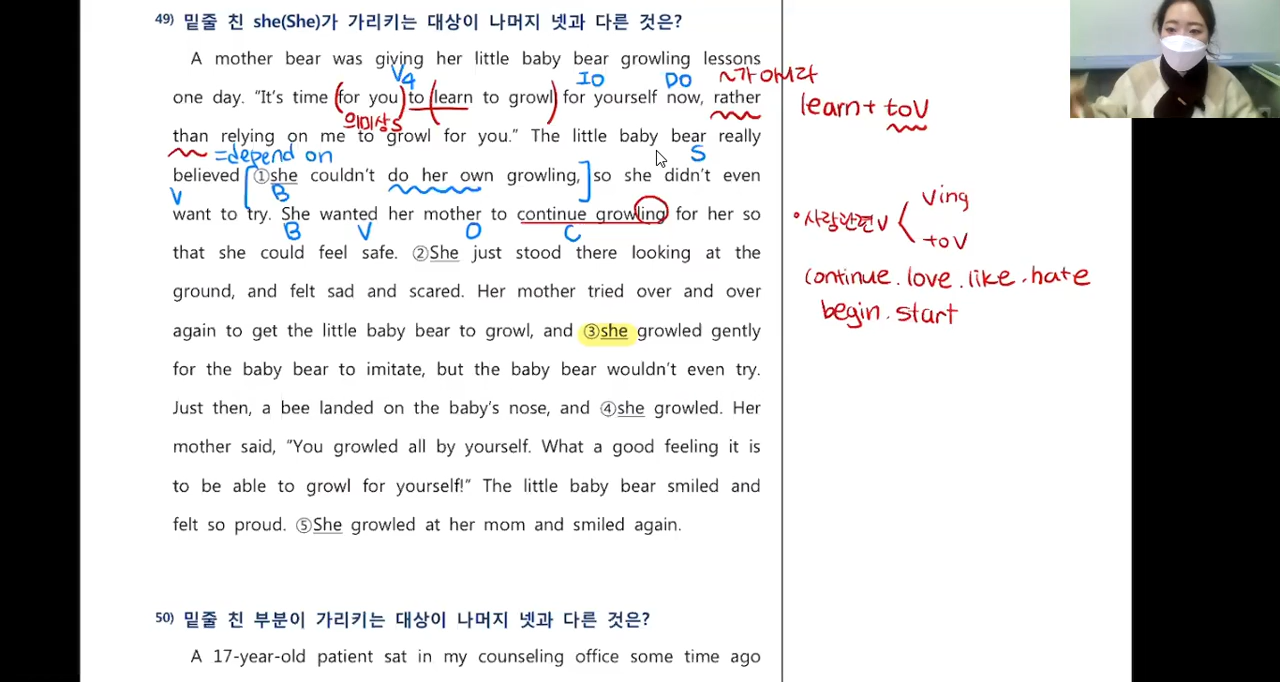 49) 밑줄 친 she(She)가 가리키는 대상이 나머지 넷과 다른 것은?
A mother bear was giving her little baby bear growling lessons
V4 IO DO ~가 아니라
one day. "It's time (for you) to (learn to growl) for yourself now, rather
learn + toV
의미상S
than relying on me to growl for you." The little baby bear really
=depend on S
believed [①she couldn't do her own growling,] so she didn't even
V B
want to try. She wanted her mother to continue growling for her so
B V O C
that she could feel safe. ②She just stood there looking at the
ground, and felt sad and scared. Her mother tried over and over
again to get the little baby bear to growl, and ③she growled gently
for the baby bear to imitate, but the baby bear wouldn't even try.
Just then, a bee landed on the baby's nose, and ④she growled. Her
mother said, "You growled all by yourself. What a good feeling it is
to be able to growl for yourself!" The little baby bear smiled and
felt so proud. ⑤She growled at her mom and smiled again.
Ving
•사랑관련V <
toV
continue . love . like . hate
begin . start
50) 밑줄 친 부분이 가리키는 대상이 나머지 넷과 다른 것은?
A 17-year-old patient sat in my counseling office some time ago